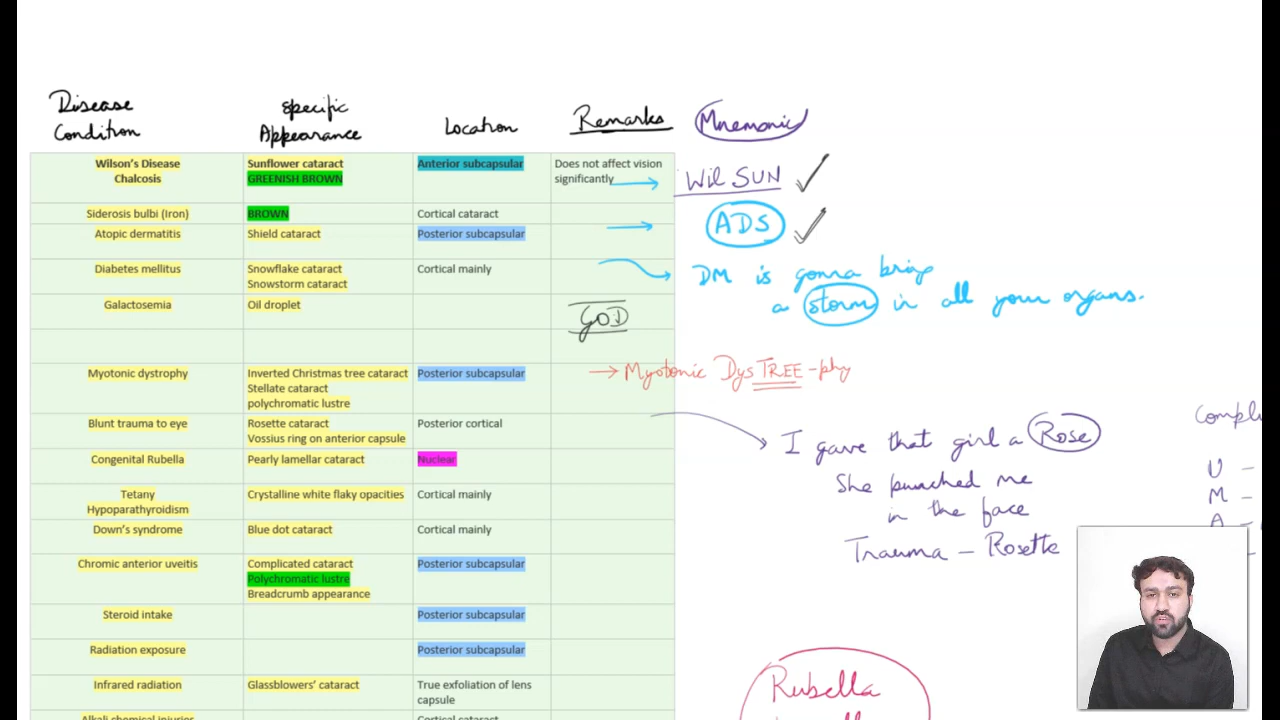 Disease Condition
Specific Appearance
Location
Remarks
Mnemonic
Wilson's Disease
Chalcosis
Sunflower cataract
GREENISH BROWN
Anterior subcapsular
Does not affect vision
significantly
Wil SUN
Siderosis bulbi (Iron)
BROWN
Cortical cataract
Atopic dermatitis
Shield cataract
Posterior subcapsular
ADS
Diabetes mellitus
Snowflake cataract
Snowstorm cataract
Cortical mainly
DM is gonna bring
a storm in all your organs.
Galactosemia
Oil droplet
GOD
Myotonic dystrophy
Inverted Christmas tree cataract
Stellate cataract
polychromatic lustre
Posterior subcapsular
Myotonic DysTREE-phy
Blunt trauma to eye
Rosette cataract
Vossius ring on anterior capsule
Posterior cortical
I gave that girl a Rose
She punched me
in the face
Trauma - Rosette
Congenital Rubella
Pearly lamellar cataract
Nuclear
Tetany
Hypoparathyroidism
Crystalline white flaky opacities
Cortical mainly
Down's syndrome
Blue dot cataract
Cortical mainly
Chromic anterior uveitis
Complicated cataract
Polychromatic lustre
Breadcrumb appearance
Posterior subcapsular
Steroid intake
Posterior subcapsular
Radiation exposure
Posterior subcapsular
Infrared radiation
Glassblowers' cataract
True exfoliation of lens
capsule
Alkali chemical injuries
Cortical cataract
Compli
U -
M -
A -
Rubella